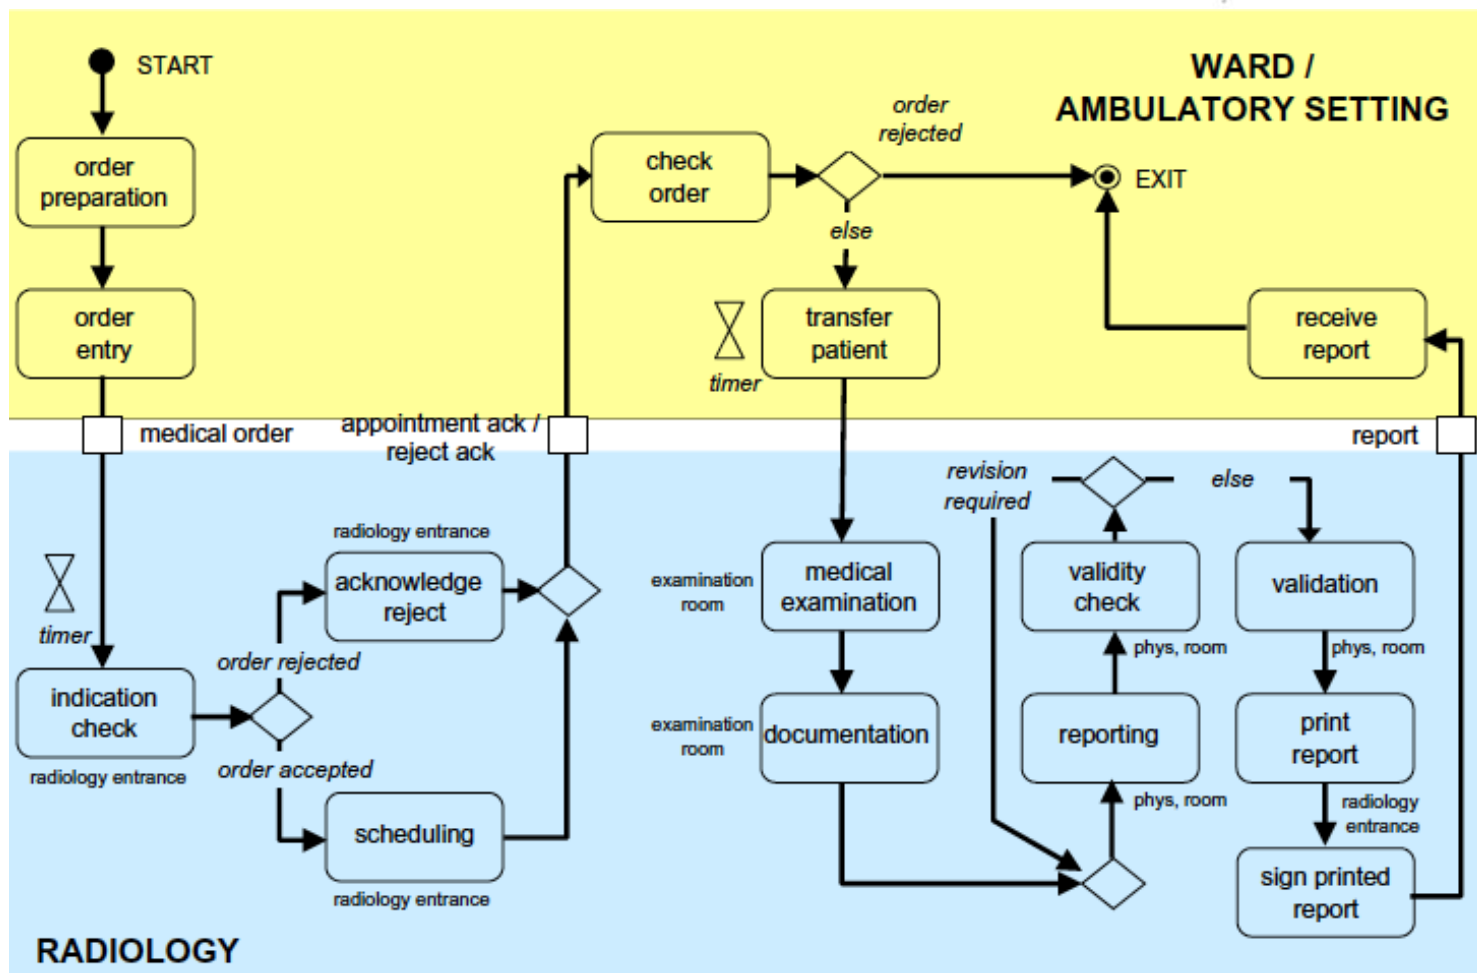 START
WARD /
AMBULATORY SETTING
order
rejected
order
preparation
check
order
EXIT
else
order
entry
timer
transfer
patient
receive
report
medical order
appointment ack /
reject ack
report
revision
required
else
radiology entrance
timer
acknowledge
reject
examination
room
medical
examination
validity
check
validation
order rejected
phys, room
phys, room
indication
check
radiology entrance
order accepted
examination
room
documentation
reporting
print
report
phys, room
radiology
entrance
scheduling
radiology entrance
sign printed
report
RADIOLOGY